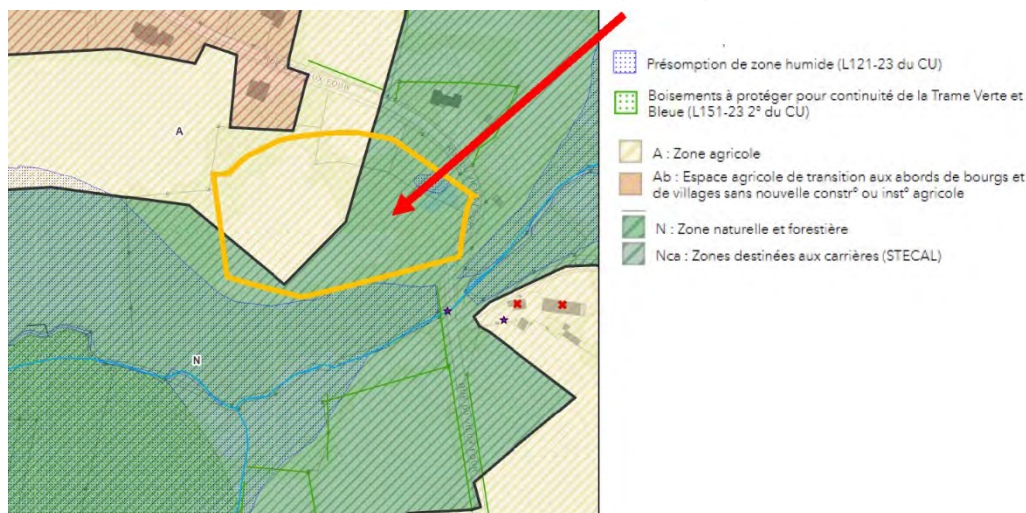 A
N
Présomption de zone humide (L121-23 du CU)
Boisements à protéger pour continuité de la Trame Verte et
Bleue (L151-23 2° du CU)
A : Zone agricole
Ab : Espace agricole de transition aux abords de bourgs et
de villages sans nouvelle constr° ou inst° agricole
N : Zone naturelle et forestière
Nca : Zones destinées aux carrières (STECAL)